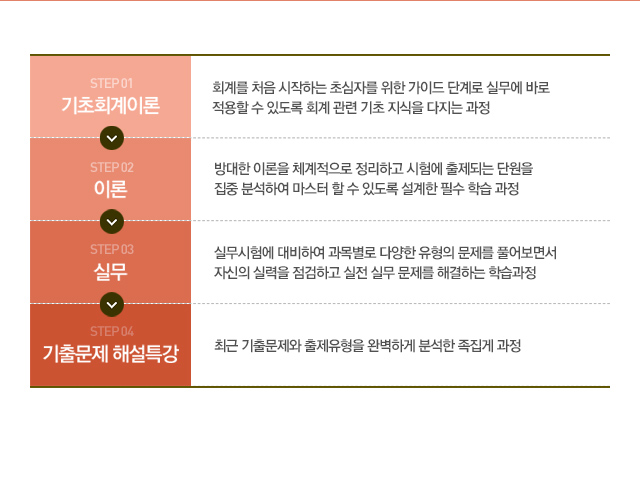 STEP 01
기초회계이론
회계를 처음 시작하는 초심자를 위한 가이드 단계로 실무에 바로
적용할 수 있도록 회계 관련 기초 지식을 다지는 과정
STEP 02
이론
방대한 이론을 체계적으로 정리하고 시험에 출제되는 단원을
집중 분석하여 마스터 할 수 있도록 설계한 필수 학습 과정
STEP 03
실무
실무시험에 대비하여 과목별로 다양한 유형의 문제를 풀어보면서
자신의 실력을 점검하고 실전 실무 문제를 해결하는 학습과정
STEP 04
기출문제 해설특강
최근 기출문제와 출제유형을 완벽하게 분석한 족집게 과정